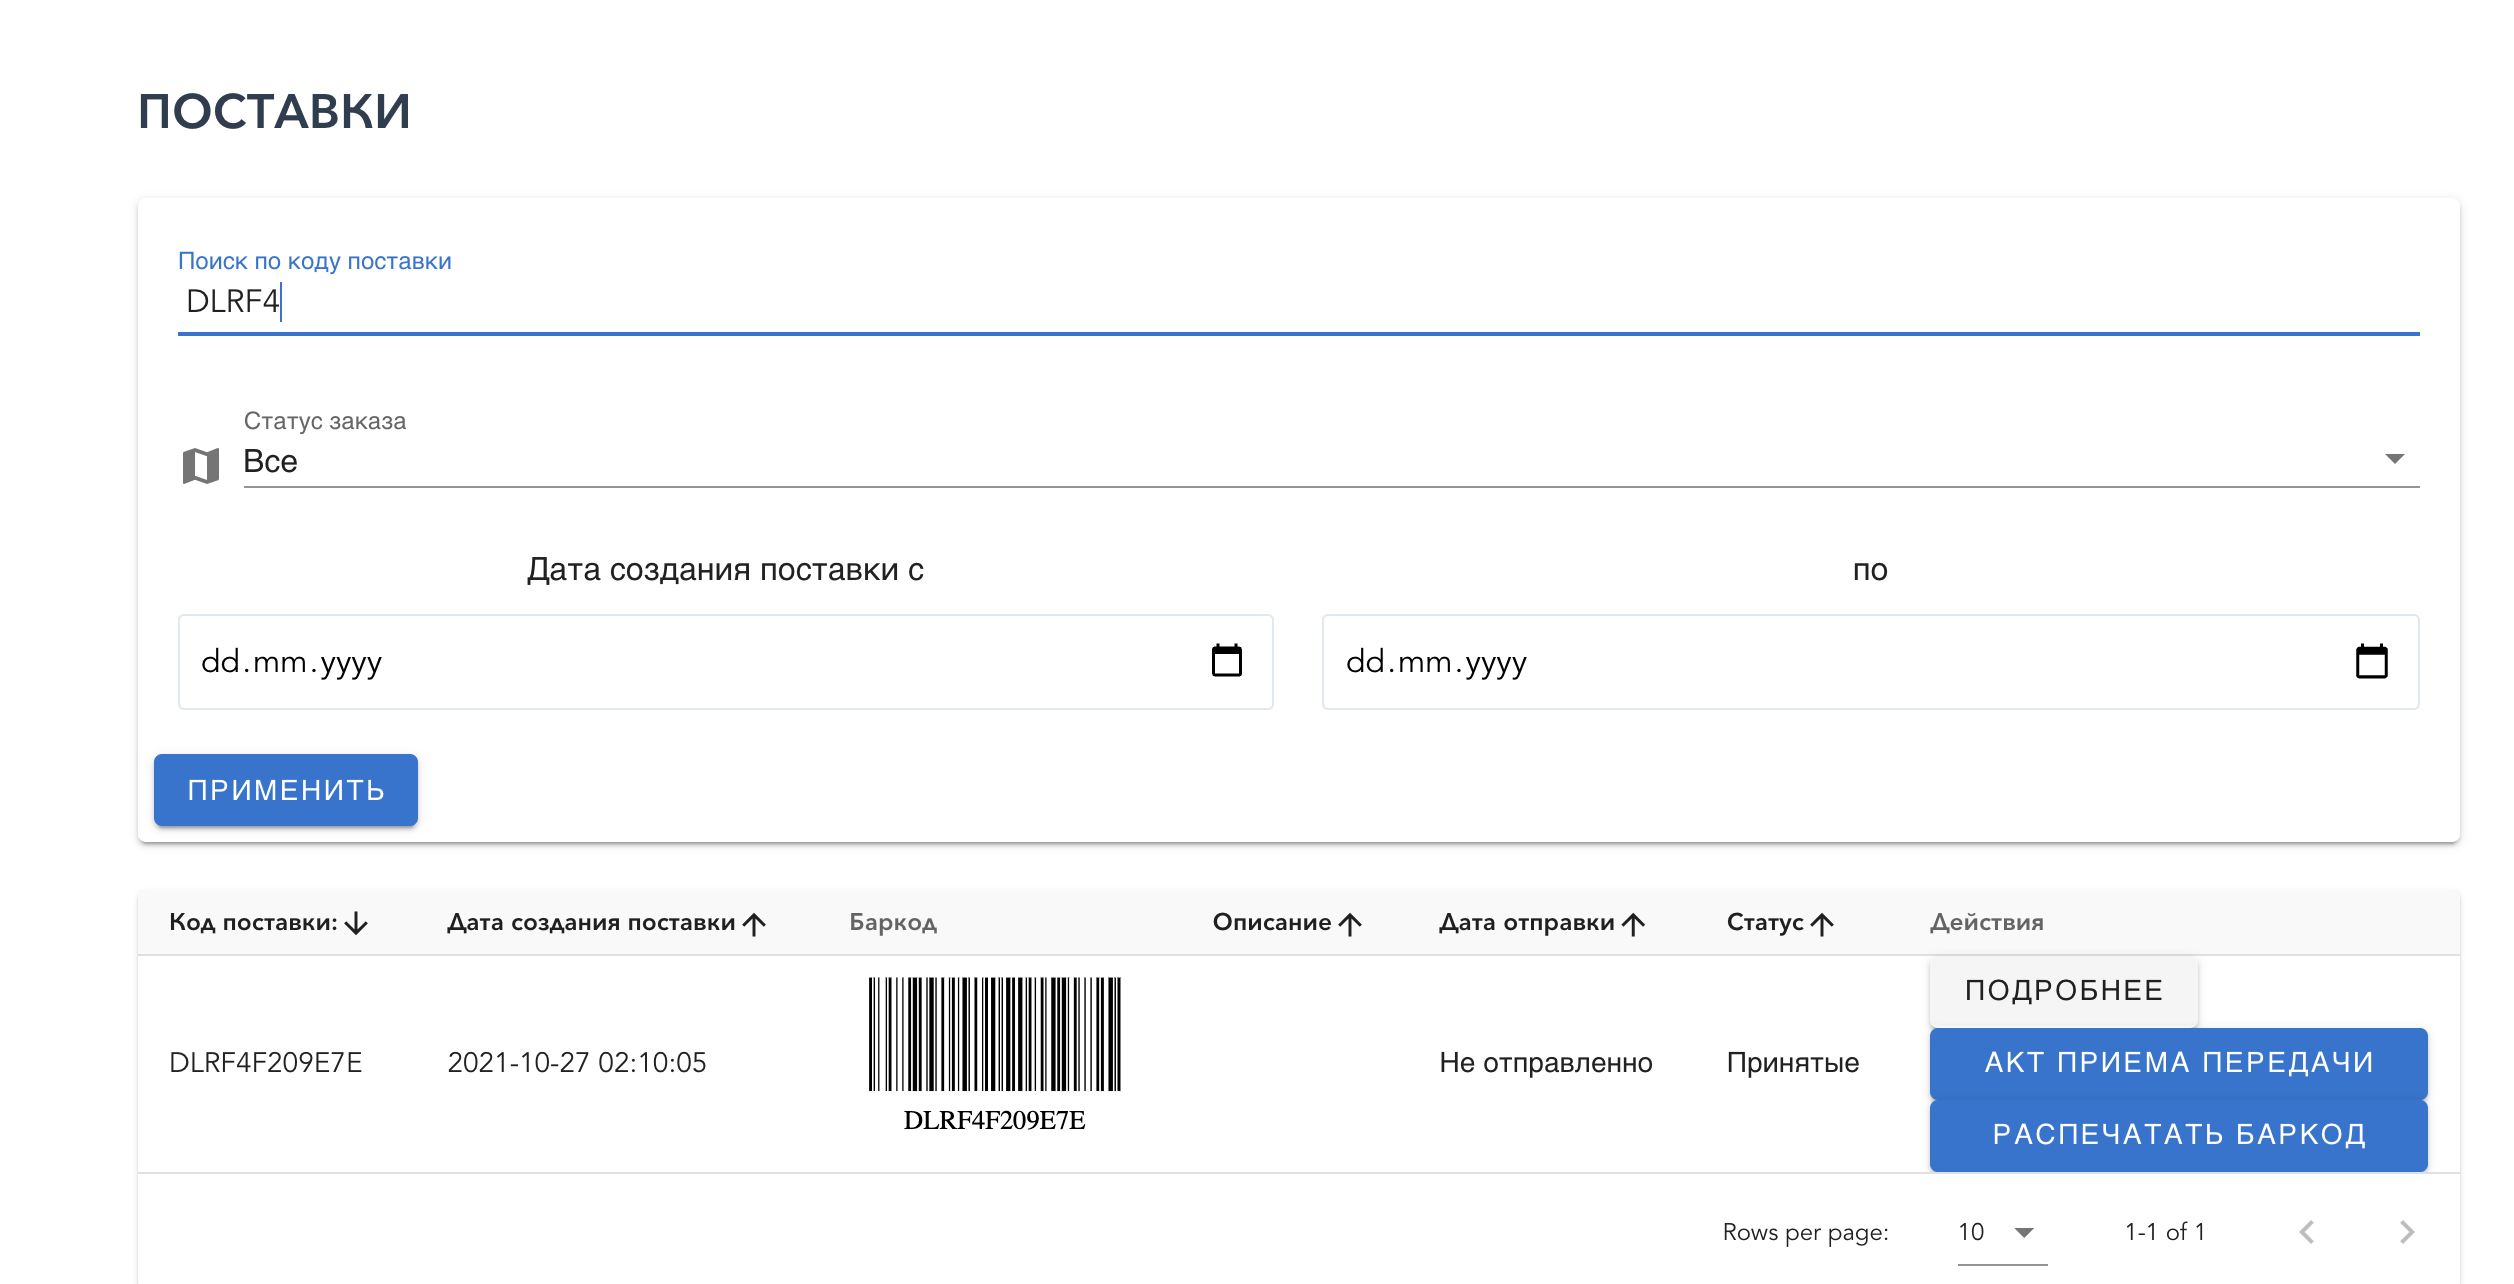 ПОСТАВКИ
Поиск по коду поставки
DLRF4
Статус заказа
Все
Дата создания поставки с
по
dd.mm.yyyy
dd.mm.yyyy
ПРИМЕНИТЬ
Код поставки: Дата создания поставки Баркод Описание Дата отправки Статус Действия
ПОДРОБНЕЕ
DLRF4F209E7E 2021-10-27 02:10:05 Не отправленно Принятые АКТ ПРИЕМА ПЕРЕДАЧИ
DLRF4F209E7E
РАСПЕЧАТАТЬ БАРКОД
Rows per page: 10 1-1 of 1